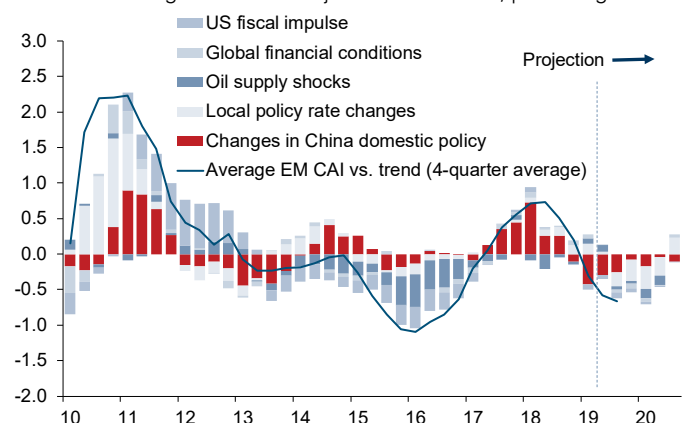 US fiscal impulse
Global financial conditions
Oil supply shocks
Local policy rate changes
Changes in China domestic policy
Average EM CAI vs. trend (4-quarter average)
Projection
3.0
2.5
2.0
1.5
1.0
0.5
0.0
-0.5
-1.0
-1.5
-2.0
10 11 12 13 14 15 16 17 18 19 20